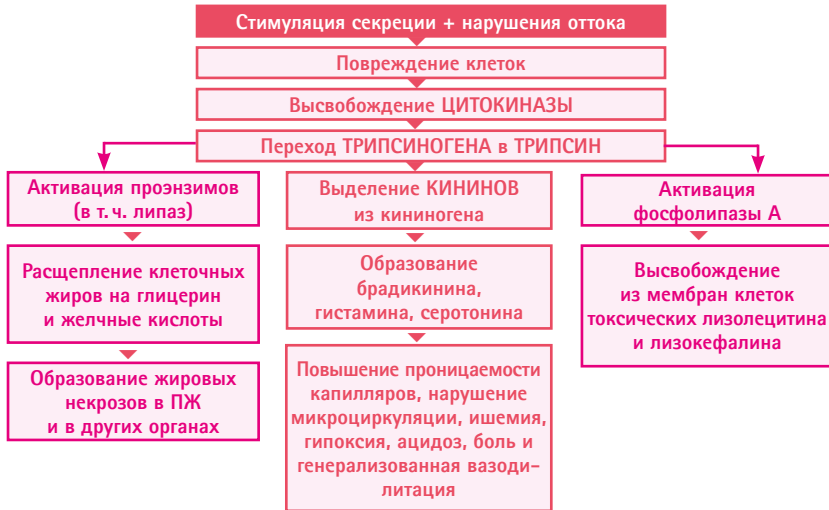 Стимуляция секреции + нарушения оттока
Повреждение клеток
Высвобождение ЦИТОКИНАЗЫ
Переход ТРИПСИНОГЕНА в ТРИПСИН
Активация проэнзимов
(в т. ч. липаз)
Расщепление клеточных
жиров на глицерин
и желчные кислоты
Образование жировых
некрозов в ПЖ
и в других органах
Выделение КИНИНОВ
из кининогена
Образование
брадикинина,
гистамина, серотонина
Повышение проницаемости
капилляров, нарушение
микроциркуляции, ишемия,
гипоксия, ацидоз, боль и
генерализованная вазоди-
литация
Активация
фосфолипазы А
Высвобождение
из мембран клеток
токсических лизолецитина
и лизокефалина